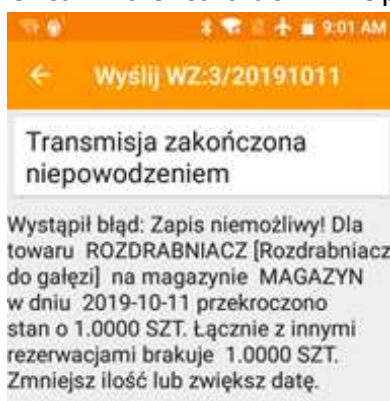 9:01 AM
Wyślij WZ:3/20191011
Transmisja zakończona
niepowodzeniem
Wystąpił błąd: Zapis niemożliwy! Dla
towaru ROZDRABNIACZ [Rozdrabniacz
do gałęzi] na magazynie MAGAZYN
w dniu 2019-10-11 przekroczono
stan o 1.0000 SZT. Łącznie z innymi
rezerwacjami brakuje 1.0000 SZT.
Zmniejsz ilość lub zwiększ datę.